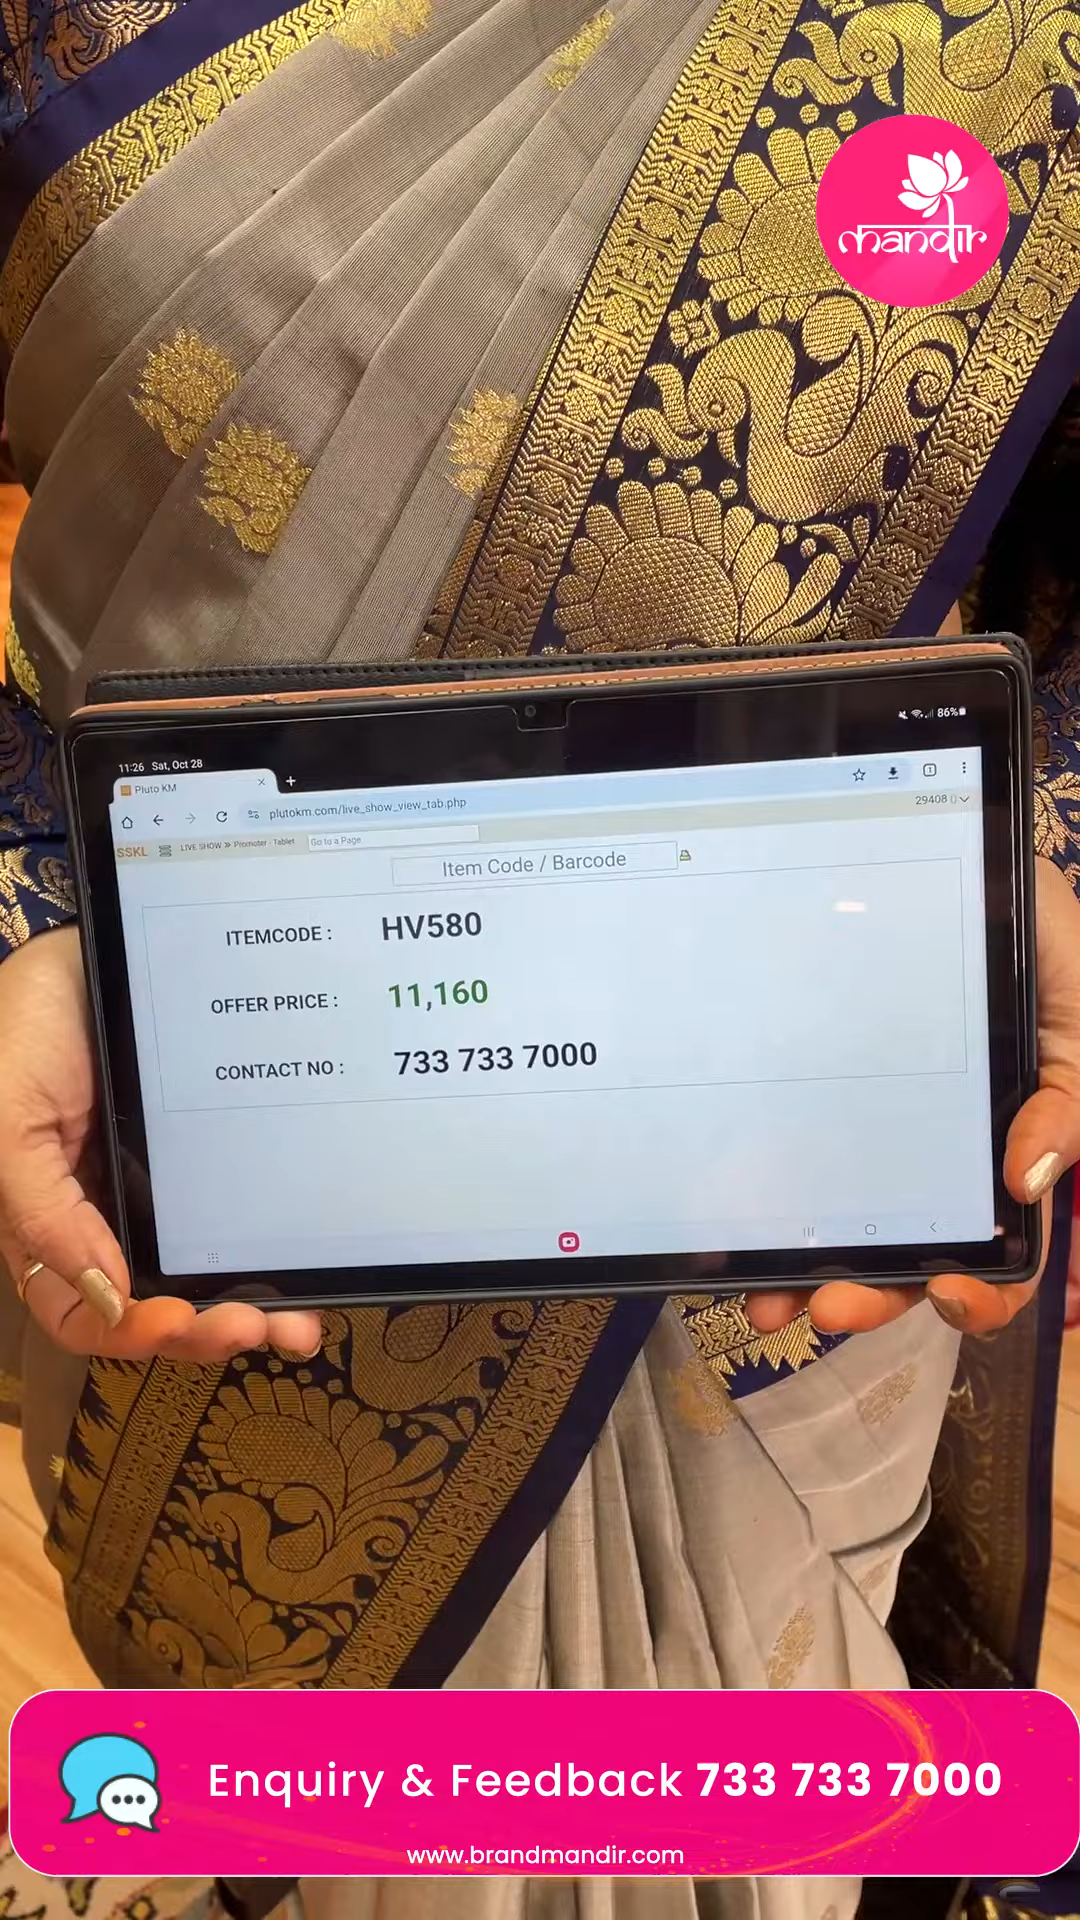 mandir
11:26 Sat, Oct 28
86%
Pluto KM
plutokm.com/live_show_view_tab.php
29408 ()
SSKL
LIVE SHOW >> Promoter - Tablet
Go to a Page
Item Code / Barcode
ITEMCODE : HV580
OFFER PRICE : 11,160
CONTACT NO : 733 733 7000
Enquiry & Feedback 733 733 7000
www.brandmandir.com